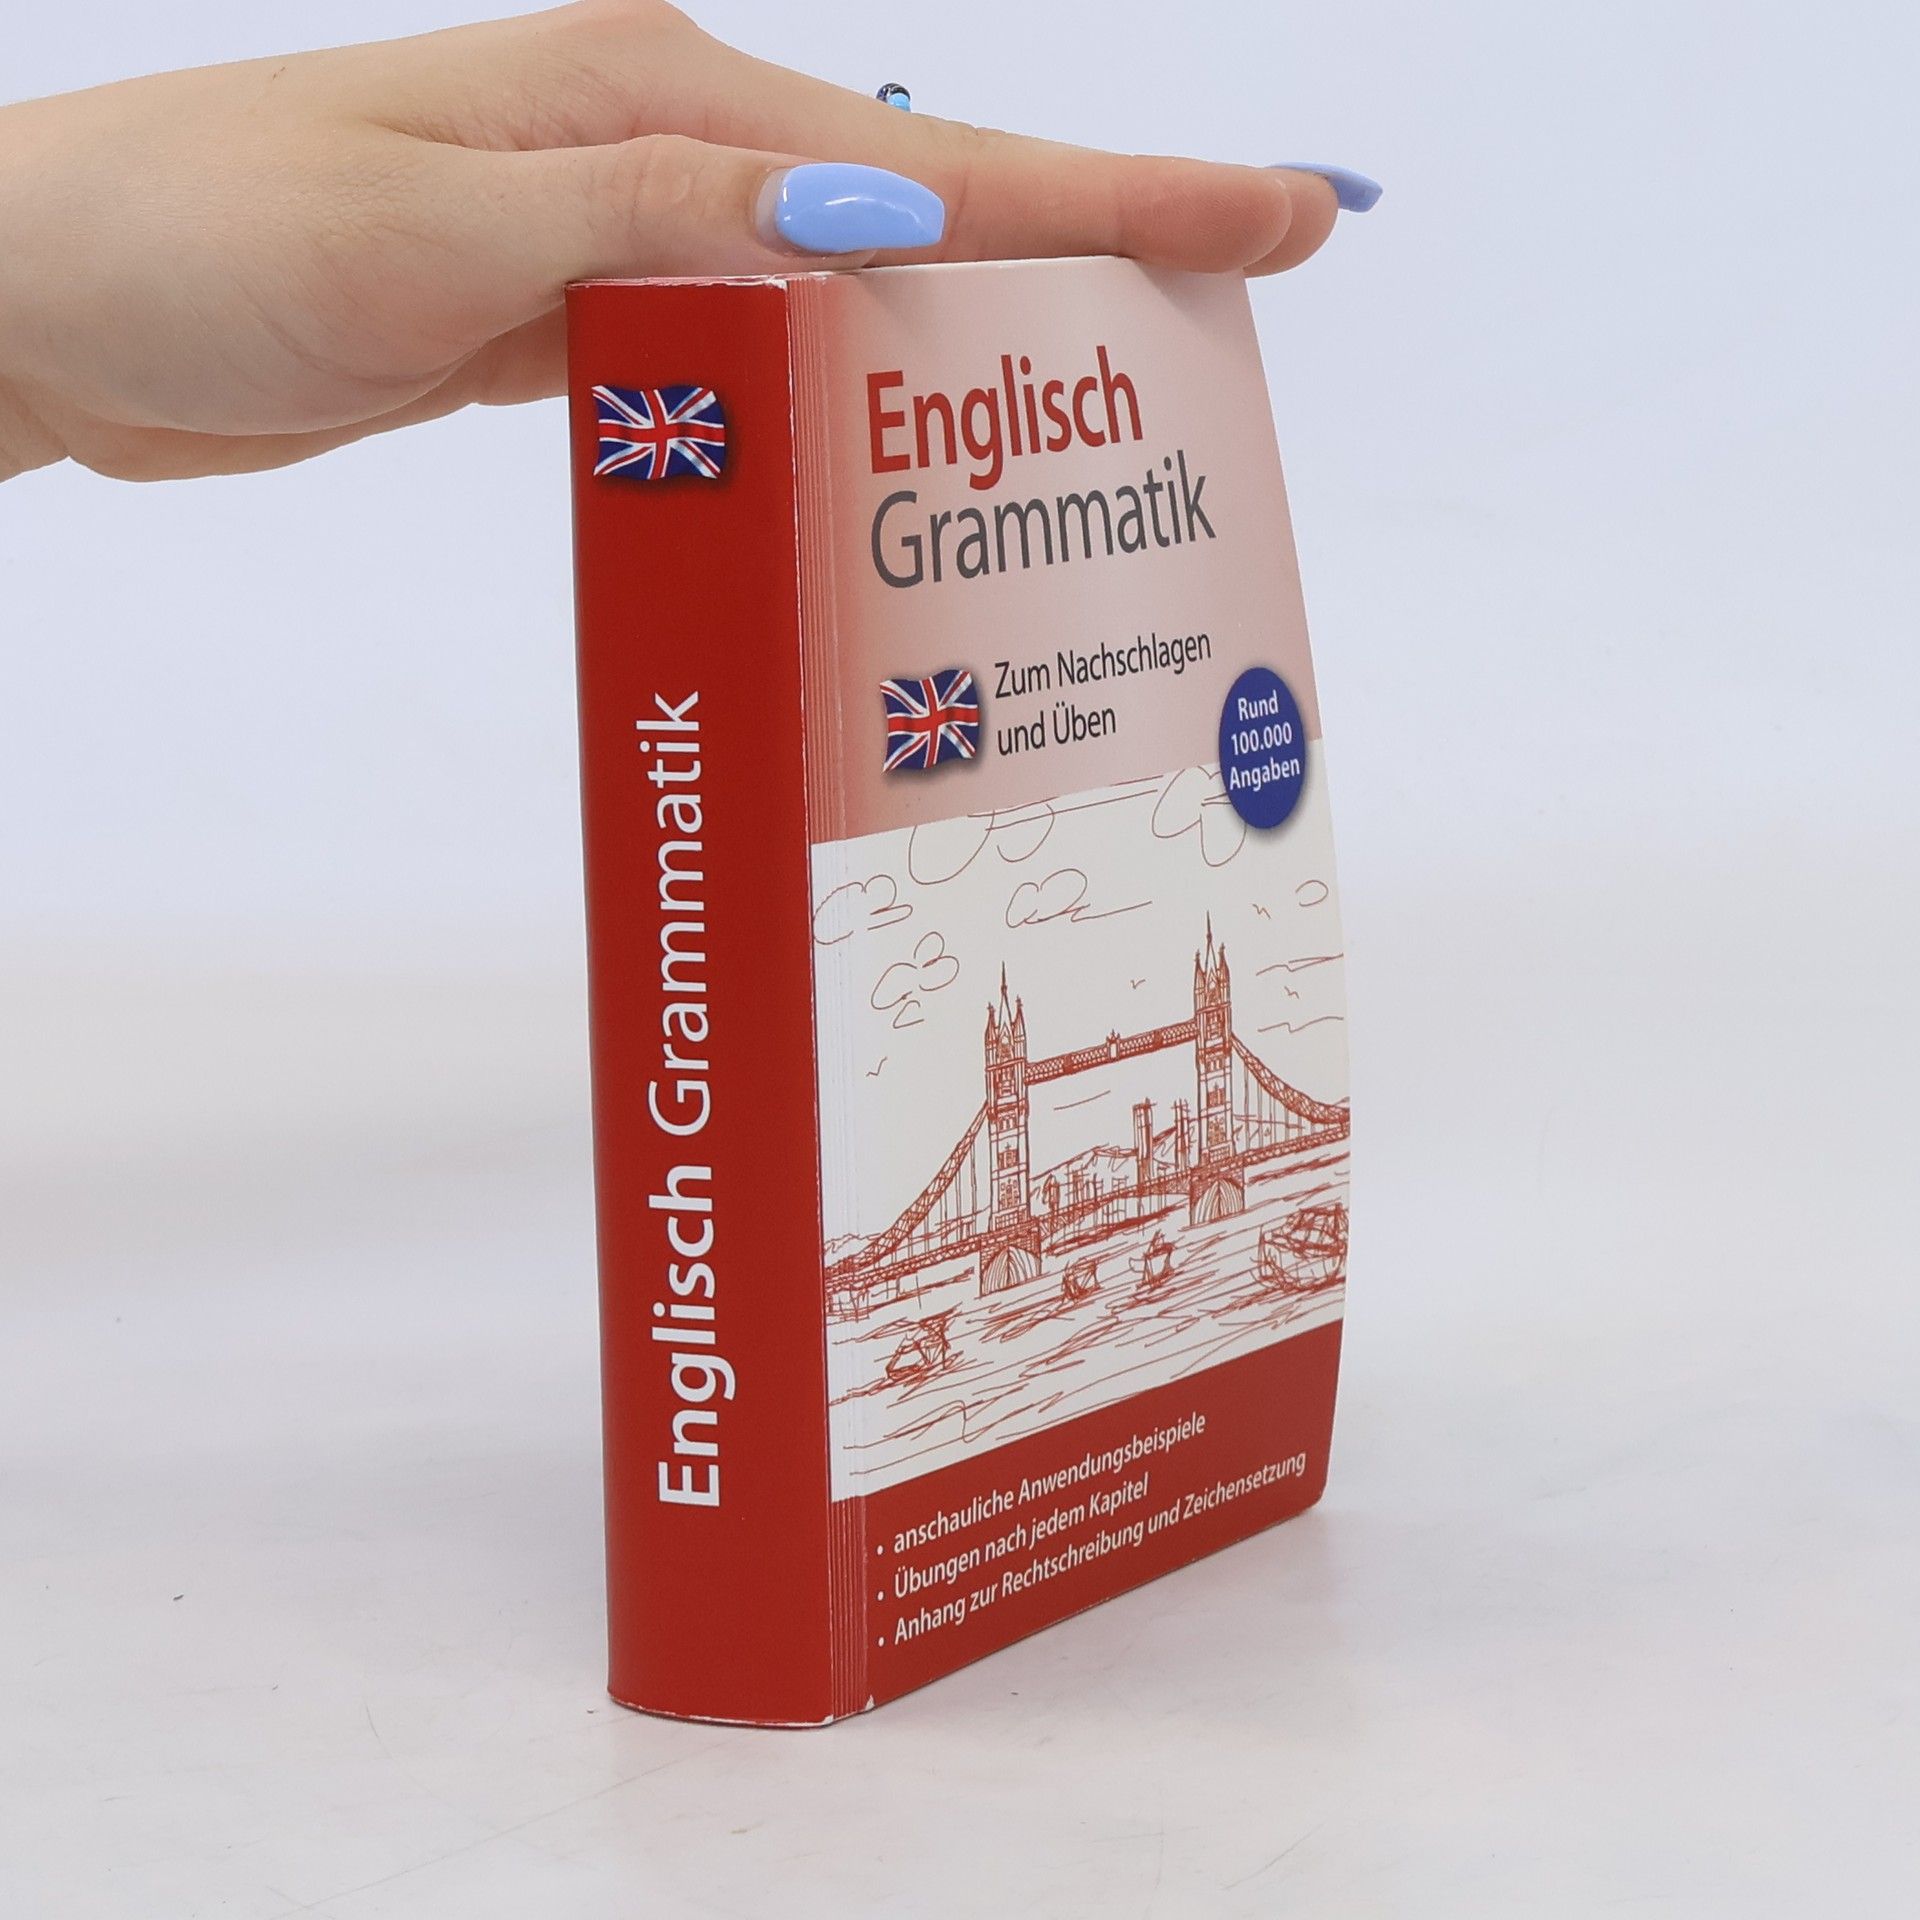 Englisch Grammatik
Englisch
Grammatik
Zum Nachschlagen
und Üben
Rund
100.000
Angaben
• anschauliche Anwendungsbeispiele
• Übungen nach jedem Kapitel
• Anhang zur Rechtschreibung und Zeichensetzung